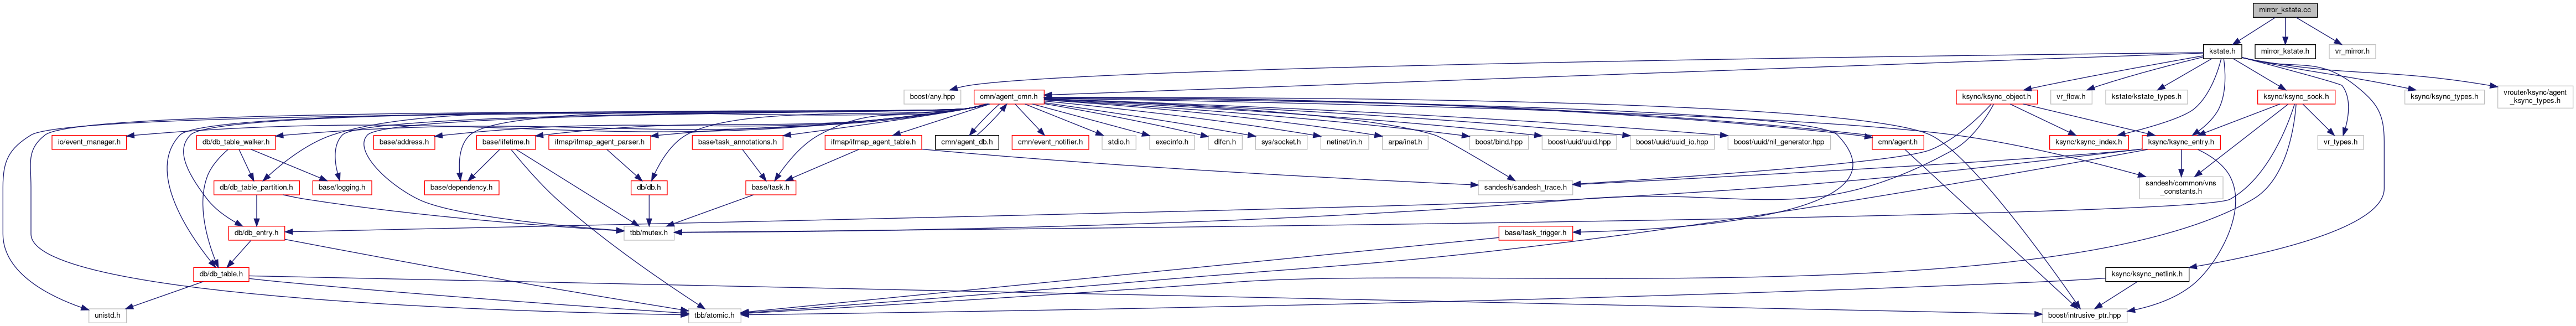 mirror_kstate.cc
kstate.h
mirror_kstate.h
vr_mirror.h
boost/any.hpp
cmn/agent_cmn.h
ksync/ksync_object.h
vr_flow.h
kstate/kstate_types.h
ksync/ksync_sock.h
ksync/ksync_types.h
vrouter/ksync/agent
_ksync_types.h
io/event_manager.h
db/db_table_walker.h
base/address.h
base/lifetime.h
ifmap/ifmap_agent_parser.h
base/task_annotations.h
ifmap/ifmap_agent_table.h
cmn/agent_db.h
cmn/event_notifier.h
stdio.h
execinfo.h
dlfcn.h
sys/socket.h
netinet/in.h
arpa/inet.h
boost/bind.hpp
boost/uuid/uuid.hpp
boost/uuid/uuid_io.hpp
boost/uuid/nil_generator.hpp
cmn/agent.h
ksync/ksync_index.h
ksync/ksync_entry.h
vr_types.h
db/db_table_partition.h
base/logging.h
base/dependency.h
db/db.h
base/task.h
sandesh/sandesh_trace.h
sandesh/common/vns
_constants.h
db/db_entry.h
tbb/mutex.h
base/task_trigger.h
db/db_table.h
ksync/ksync_netlink.h
unistd.h
tbb/atomic.h
boost/intrusive_ptr.hpp